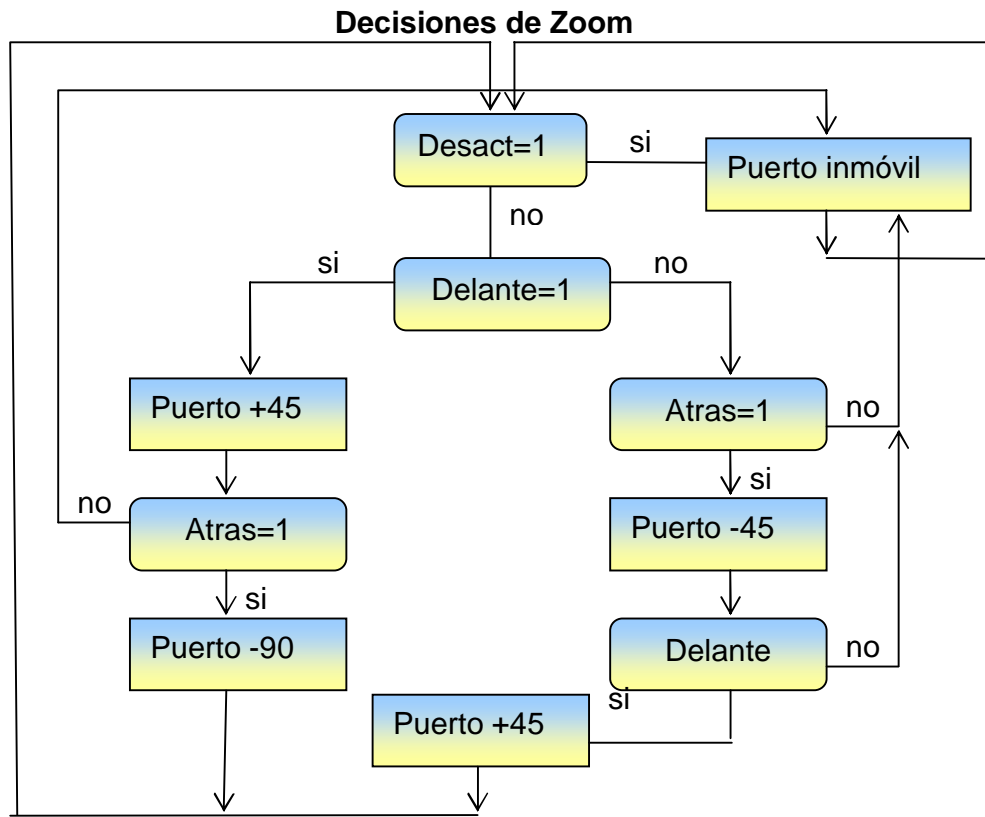 Decisiones de Zoom
Desact=1
si
Puerto inmóvil
no
si
Delante=1
no
Puerto +45
Atras=1
no
no
Atras=1
si
Puerto -45
si
Puerto -90
Delante
no
si
Puerto +45